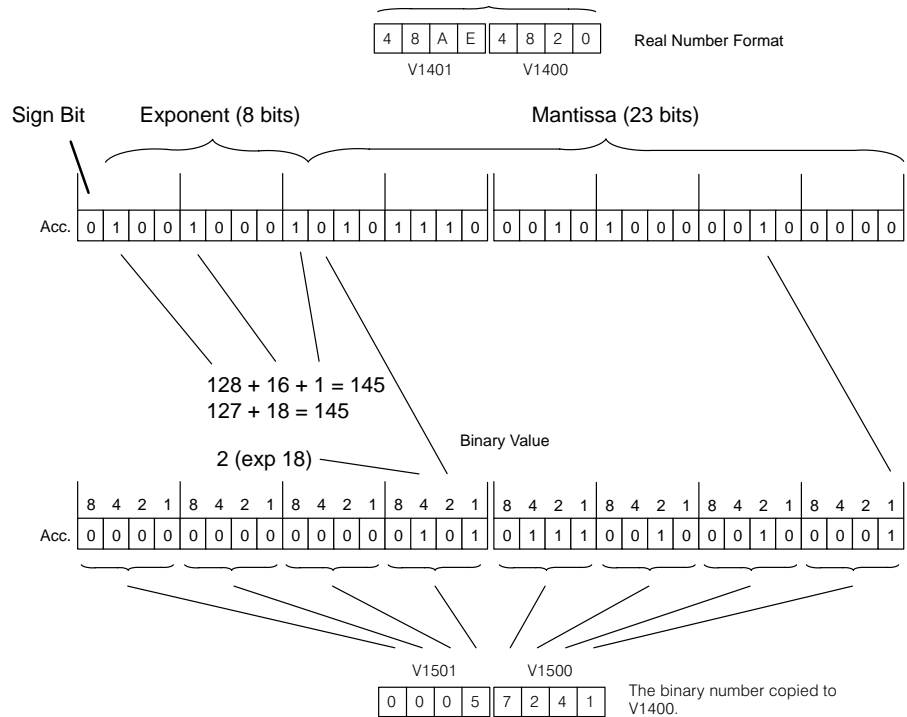 4 8 A E 4 8 2 0 Real Number Format
V1401 V1400
Sign Bit Exponent (8 bits) Mantissa (23 bits)
Acc. 0 1 0 0 1 0 0 0 1 0 1 0 1 1 1 0 0 0 1 0 1 0 0 0 0 0 1 0 0 0 0 0
128 + 16 + 1 = 145
127 + 18 = 145
Binary Value
2 (exp 18)
8 4 2 1 8 4 2 1 8 4 2 1 8 4 2 1 8 4 2 1 8 4 2 1 8 4 2 1 8 4 2 1
Acc. 0 0 0 0 0 0 0 0 0 0 0 0 0 1 0 1 0 1 1 1 0 0 1 0 0 0 1 0 0 0 0 1
V1501 V1500
0 0 0 5 7 2 4 1 The binary number copied to
V1400.